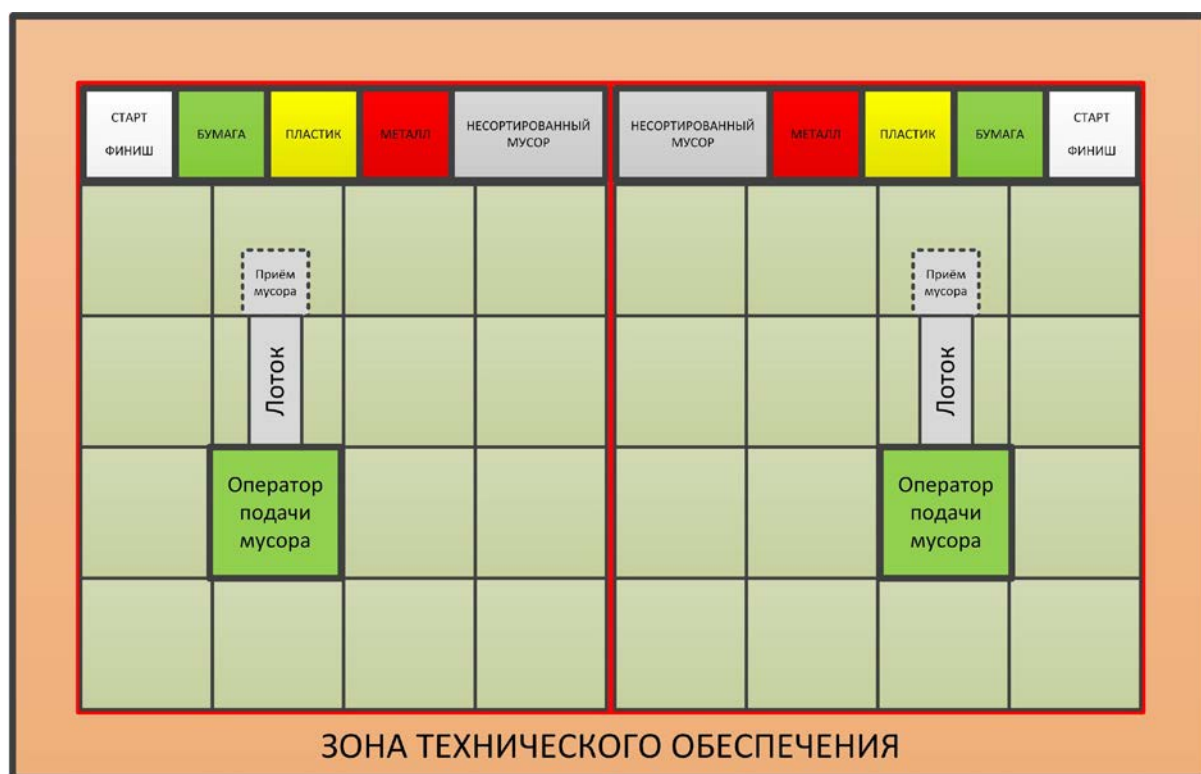 СТАРТ
ФИНИШ
БУМАГА
ПЛАСТИК
МЕТАЛЛ
НЕСОРТИРОВАННЫЙ
МУСОР
НЕСОРТИРОВАННЫЙ
МУСОР
МЕТАЛЛ
ПЛАСТИК
БУМАГА
СТАРТ
ФИНИШ
Приём
мусора
Приём
мусора
Лоток
Лоток
Оператор
подачи
мусора
Оператор
подачи
мусора
ЗОНА ТЕХНИЧЕСКОГО ОБЕСПЕЧЕНИЯ